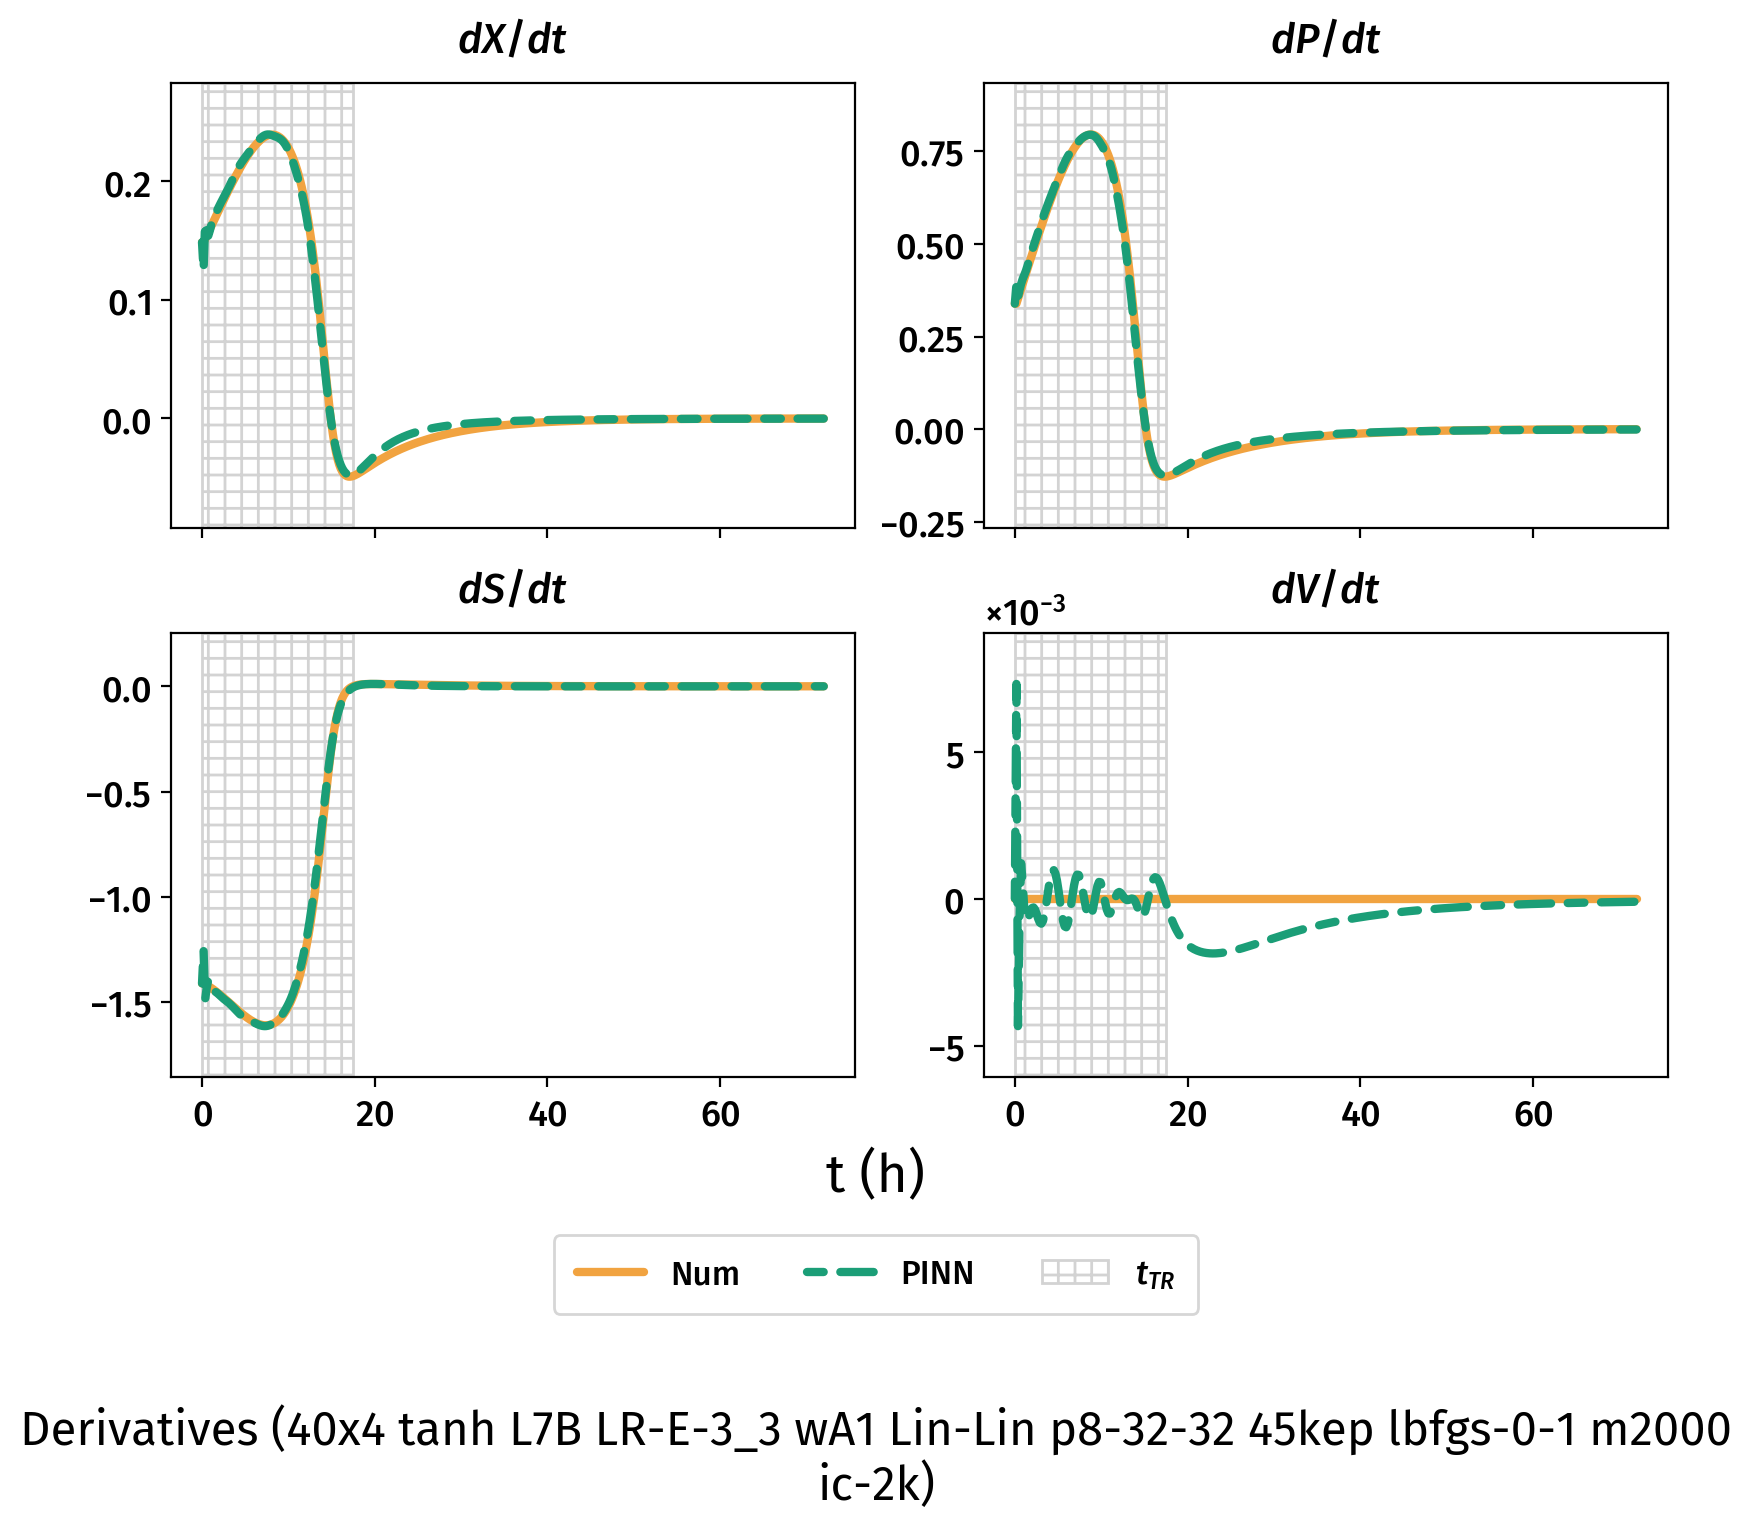 dX/dt
dP/dt
0.2
0.1
0.0
0.75
0.50
0.25
0.00
−0.25
dS/dt
dV/dt
×10⁻³
0.0
−0.5
−1.0
−1.5
5
0
−5
0 20 40 60
0 20 40 60
t (h)
Num PINN t_TR
Derivatives (40x4 tanh L7B LR-E-3_3 wA1 Lin-Lin p8-32-32 45kep lbfgs-0-1 m2000
ic-2k)